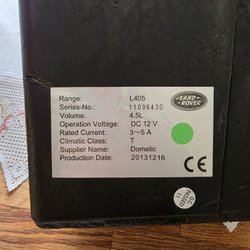 Range: L405
Series-No.: 11096430
Volume: 4.5L
Operation Voltage: DC 12 V
Rated Current: 3~5 A
Climatic Class: T
Supplier Name: Dometic
Production Date: 20131216
LAND
ROVER
CE